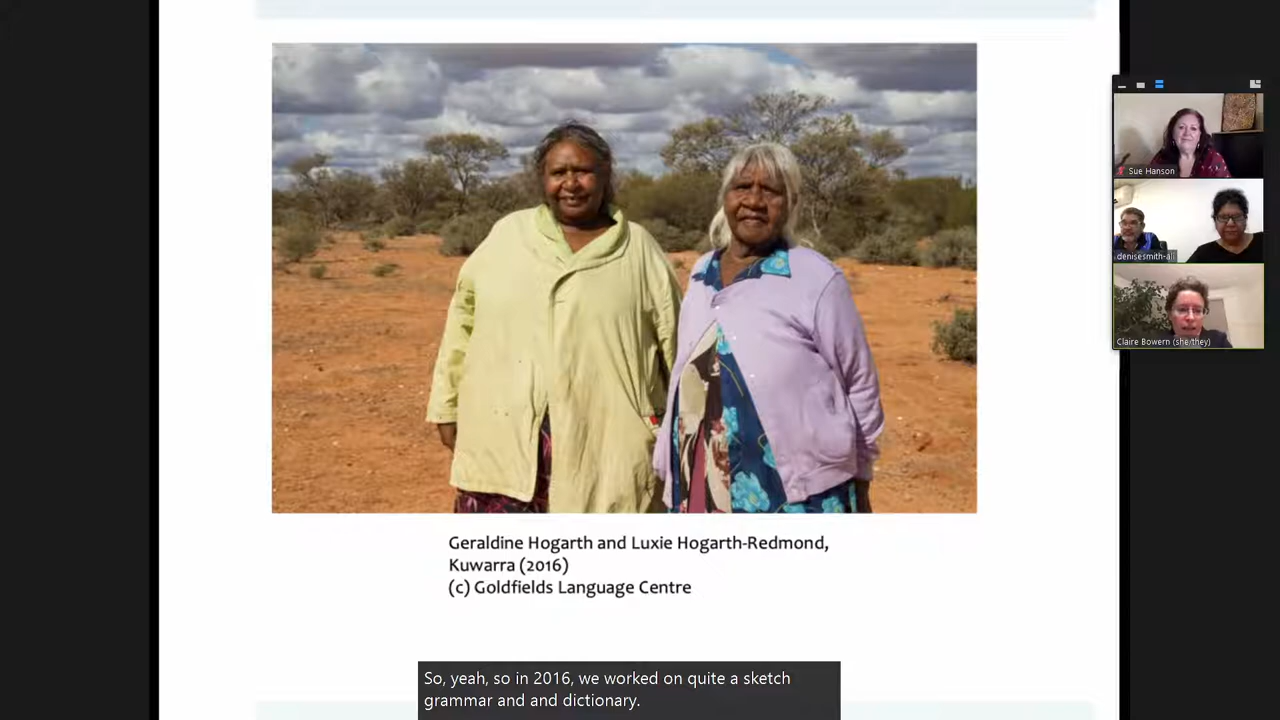 Sue Hanson
denisesmith-ali
Claire Bowern (she/they)
Geraldine Hogarth and Luxie Hogarth-Redmond,
Kuwarra (2016)
(c) Goldfields Language Centre
So, yeah, so in 2016, we worked on quite a sketch
grammar and and dictionary.